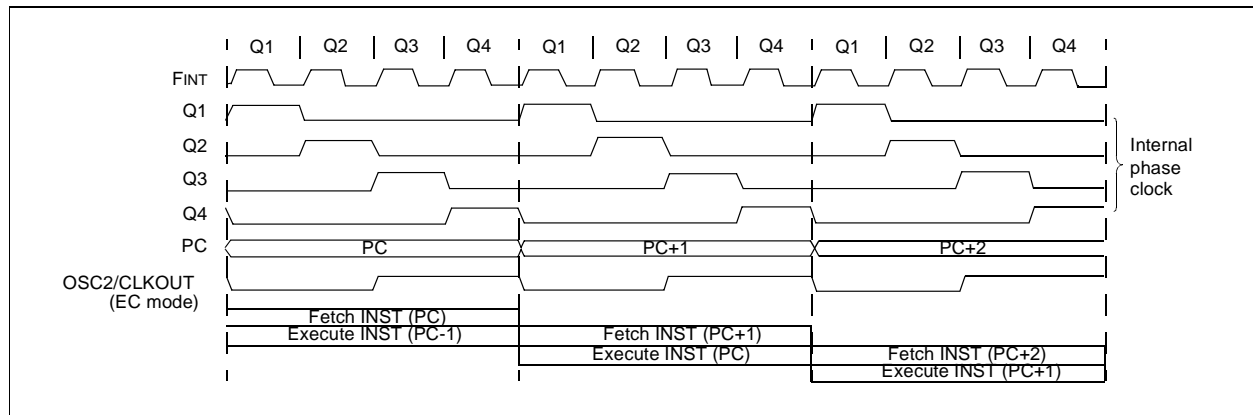 Q1 Q2 Q3 Q4 Q1 Q2 Q3 Q4 Q1 Q2 Q3 Q4
FINT
Q1
Q2
Q3
Q4
Internal
phase
clock
PC PC PC+1 PC+2
OSC2/CLKOUT
(EC mode)
Fetch INST (PC)
Execute INST (PC-1) Fetch INST (PC+1)
Execute INST (PC) Fetch INST (PC+2)
Execute INST (PC+1)